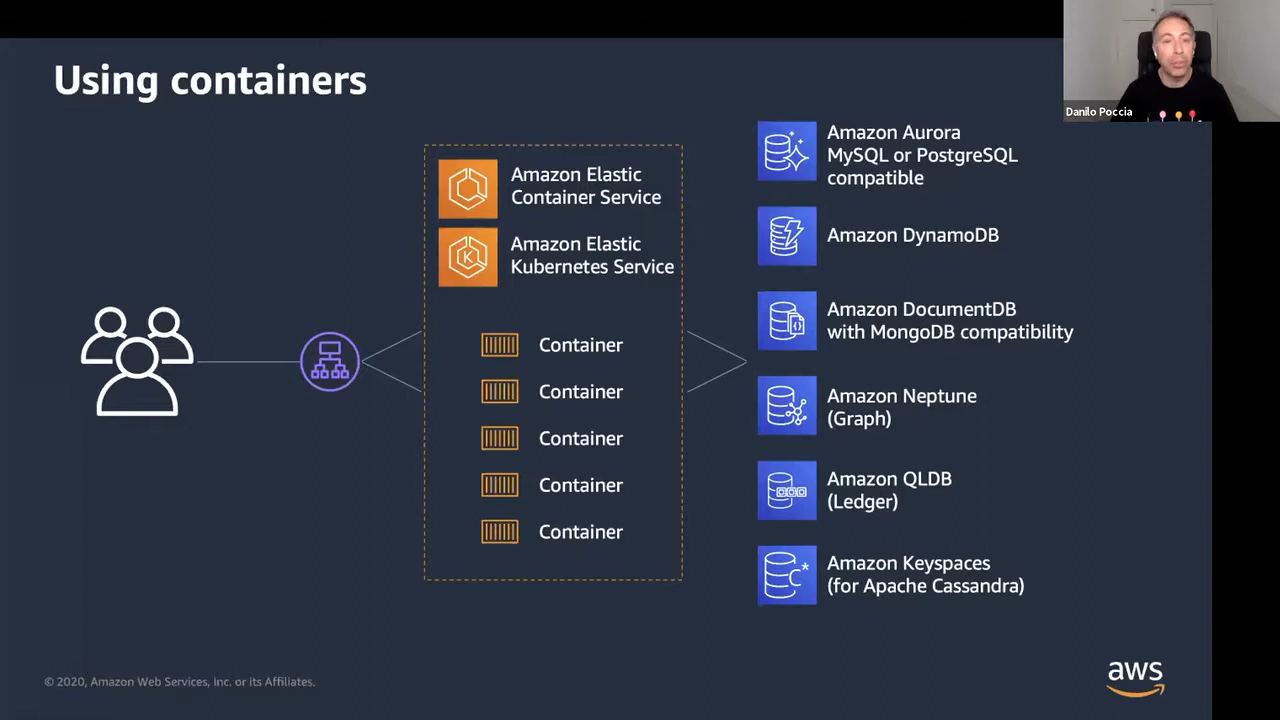 Using containers
Danilo Poccia
Amazon Elastic
Container Service
Amazon Elastic
Kubernetes Service
K
Container
Container
Container
Container
Container
Amazon Aurora
MySQL or PostgreSQL
compatible
Amazon DynamoDB
Amazon DocumentDB
with MongoDB compatibility
{}
Amazon Neptune
(Graph)
Amazon QLDB
(Ledger)
C*
Amazon Keyspaces
(for Apache Cassandra)
© 2020, Amazon Web Services, Inc. or its Affiliates.
aws